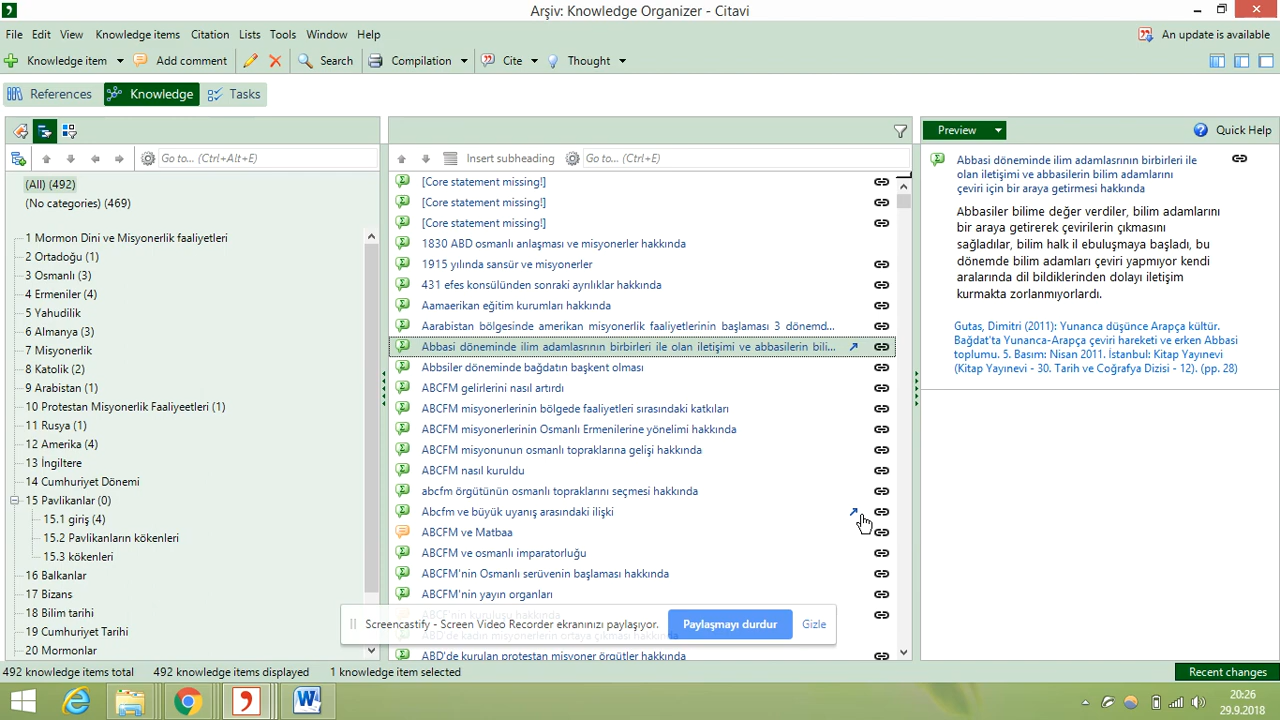 Arşiv: Knowledge Organizer - Citavi
File Edit View Knowledge items Citation Lists Tools Window Help
An update is available
Knowledge item Add comment Search Compilation Cite Thought
References Knowledge Tasks
Go to... (Ctrl+Alt+E)
(All) (492)
(No categories) (469)
1 Mormon Dini ve Misyonerlik faaliyetleri
2 Ortadoğu (1)
3 Osmanlı (3)
4 Ermeniler (4)
5 Yahudilik
6 Almanya (3)
7 Misyonerlik
8 Katolik (2)
9 Arabistan (1)
10 Protestan Misyonerlik Faaliyeetleri (1)
11 Rusya (1)
12 Amerika (4)
13 İngiltere
14 Cumhuriyet Dönemi
15 Pavlikanlar (0)
15.1 giriş (4)
15.2 Pavlikanların kökenleri
15.3 kökenleri
16 Balkanlar
17 Bizans
18 Bilim tarihi
19 Cumhuriyet Tarihi
20 Mormonlar
Insert subheading Go to... (Ctrl+E)
[Core statement missing!]
[Core statement missing!]
[Core statement missing!]
1830 ABD osmanlı anlaşması ve misyonerler hakkında
1915 yılında sansür ve misyonerler
431 efes konsülünden sonraki ayrılıklar hakkında
Aamaerikan eğitim kurumları hakkında
Aarabistan bölgesinde amerikan misyonerlik faaliyetlerinin başlaması 3 dönemd...
Abbasi döneminde ilim adamlasrının birbirleri ile olan iletişimi ve abbasilerin bili...
Abbsiler döneminde bağdatın başkent olması
ABCFM gelirlerini nasıl artırdı
ABCFM misyonerlerinin bölgede faaliyetleri sırasındaki katkıları
ABCFM misyonerlerinin Osmanlı Ermenilerine yönelimi hakkında
ABCFM misyonunun osmanlı topraklarına gelişi hakkında
ABCFM nasıl kuruldu
abcfm örgütünün osmanlı topraklarını seçmesi hakkında
Abcfm ve büyük uyanış arasındaki ilişki
ABCFM ve Matbaa
ABCFM ve osmanlı imparatorluğu
ABCFM'nin Osmanlı serüvenin başlaması hakkında
ABCFM'nin yayın organları
ABCF'nin kuruluşu hakkında
ABD'de kadın misyonerlerin ortaya çıkması hakkında
ABD'de kurulan protestan misyoner örgütler hakkında
Screencastify - Screen Video Recorder ekranınızı paylaşıyor. Paylaşmayı durdur Gizle
Preview Quick Help
Abbasi döneminde ilim adamlasrının birbirleri ile
olan iletişimi ve abbasilerin bilim adamlarını
çeviri için bir araya getirmesi hakkında
Abbasiler bilime değer verdiler, bilim adamlarını
bir araya getirerek çevirilerin çıkmasını
sağladılar, bilim halk il ebuluşmaya başladı, bu
dönemde bilim adamları çeviri yapmıyor kendi
aralarında dil bildiklerinden dolayı iletişim
kurmakta zorlanmıyorlardı.
Gutas, Dimitri (2011): Yunanca düşünce Arapça kültür.
Bağdat'ta Yunanca-Arapça çeviri hareketi ve erken Abbasi
toplumu. 5. Basım: Nisan 2011. İstanbul: Kitap Yayınevi
(Kitap Yayınevi - 30. Tarih ve Coğrafya Dizisi - 12). (pp. 28)
492 knowledge items total 492 knowledge items displayed 1 knowledge item selected
Recent changes
20:26
29.9.2018